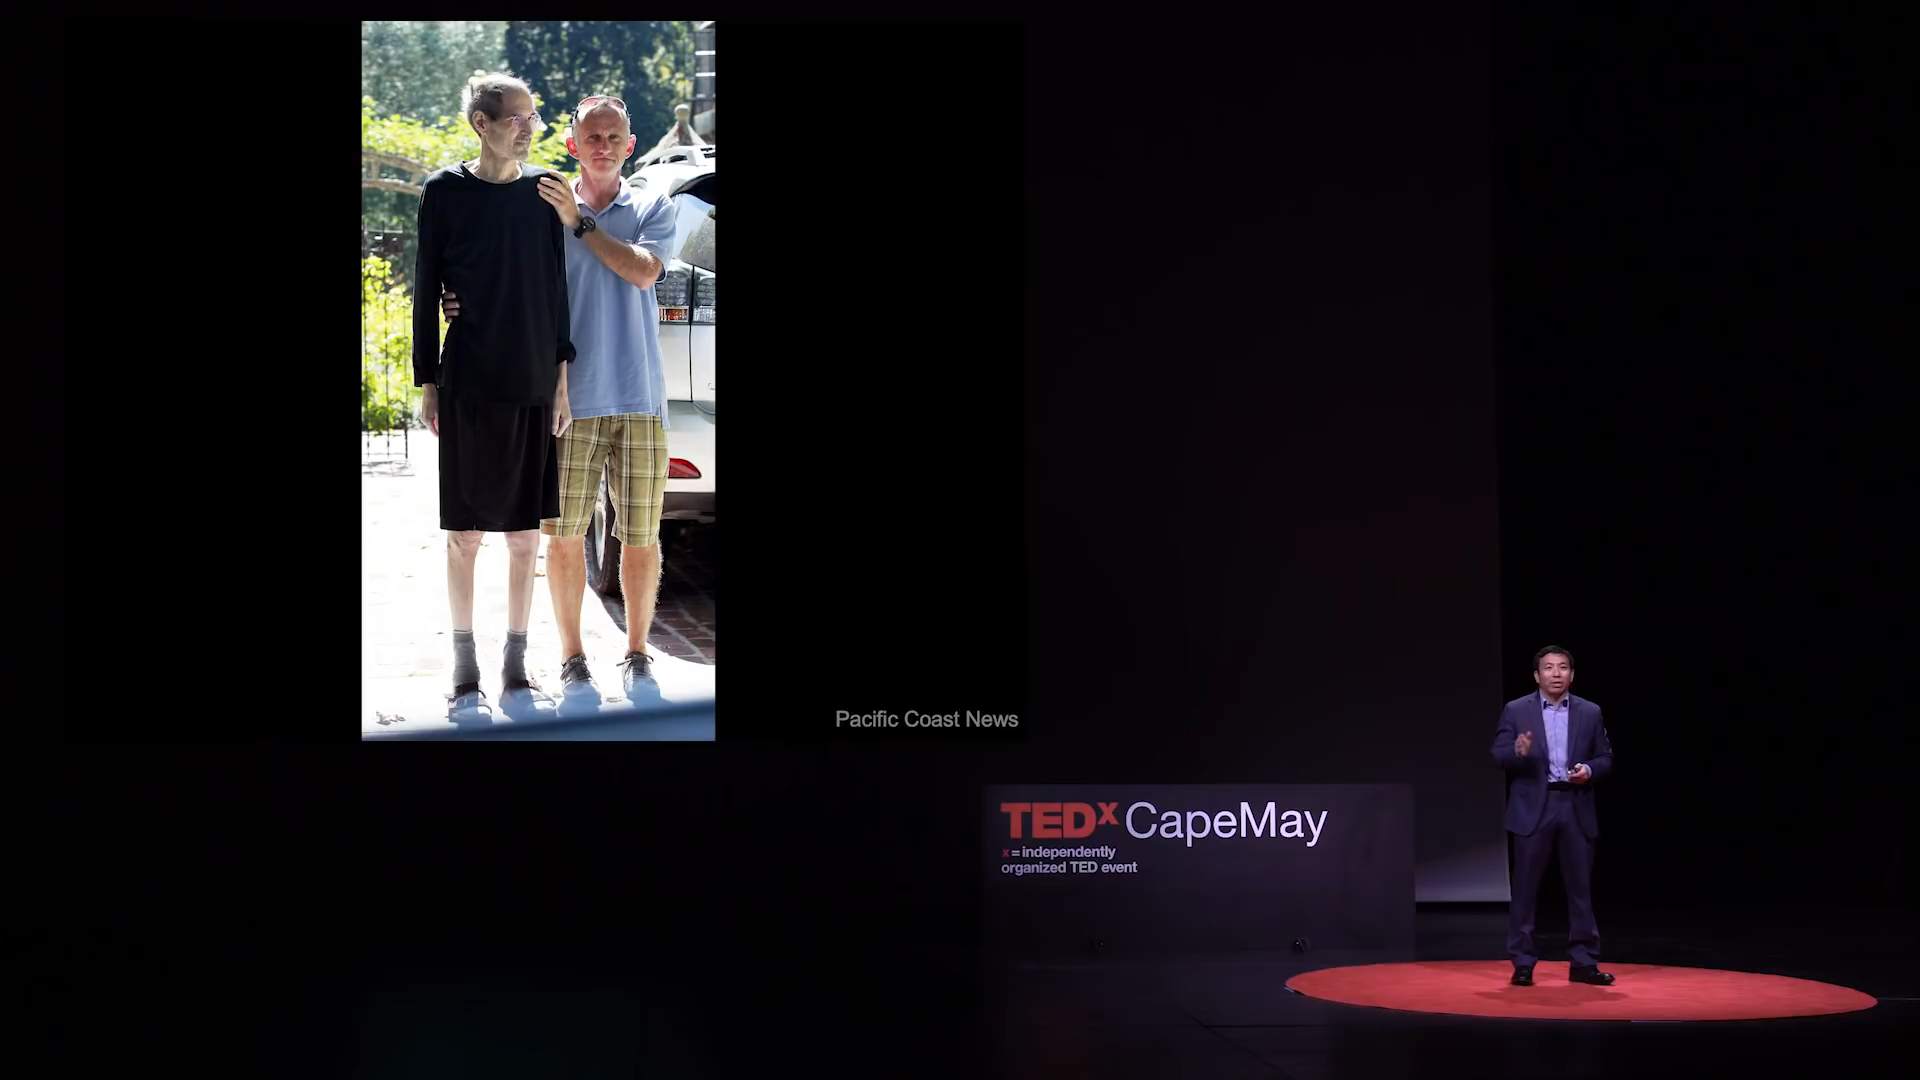 Pacific Coast News
TEDx CapeMay
x = independently
organized TED event